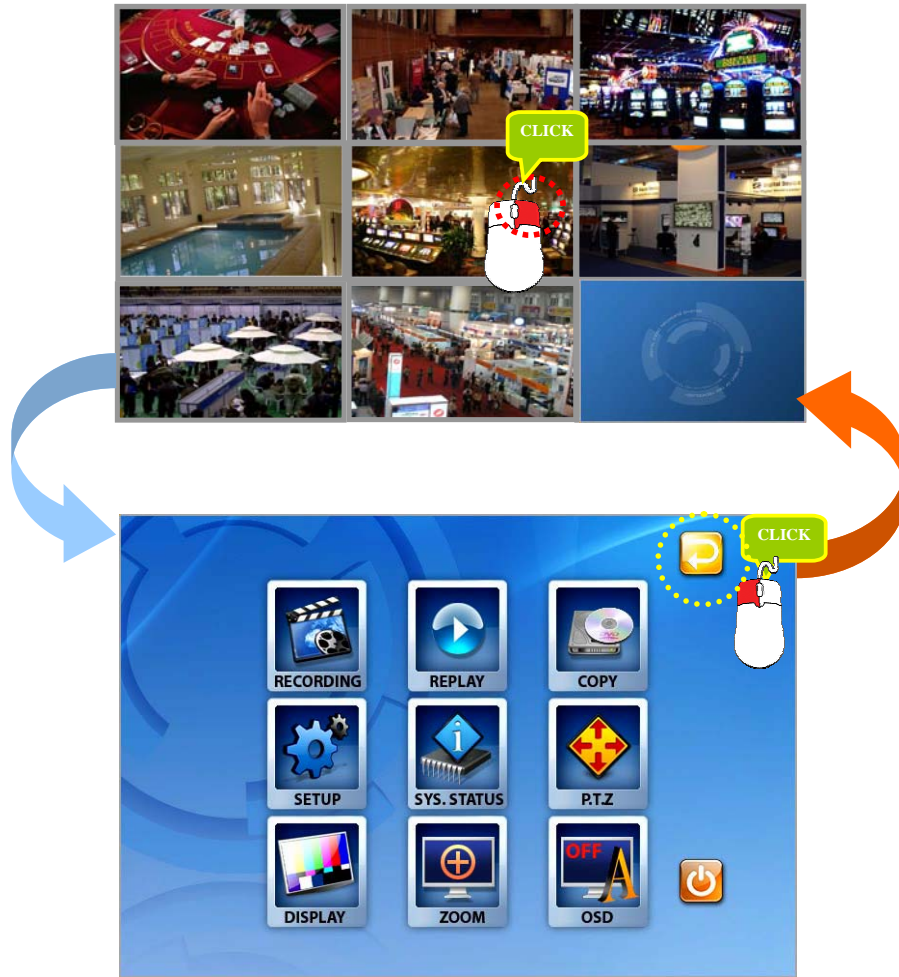 CLICK
CLICK
RECORDING
REPLAY
COPY
SETUP
SYS. STATUS
P.T.Z
DISPLAY
ZOOM
OFF
A
OSD